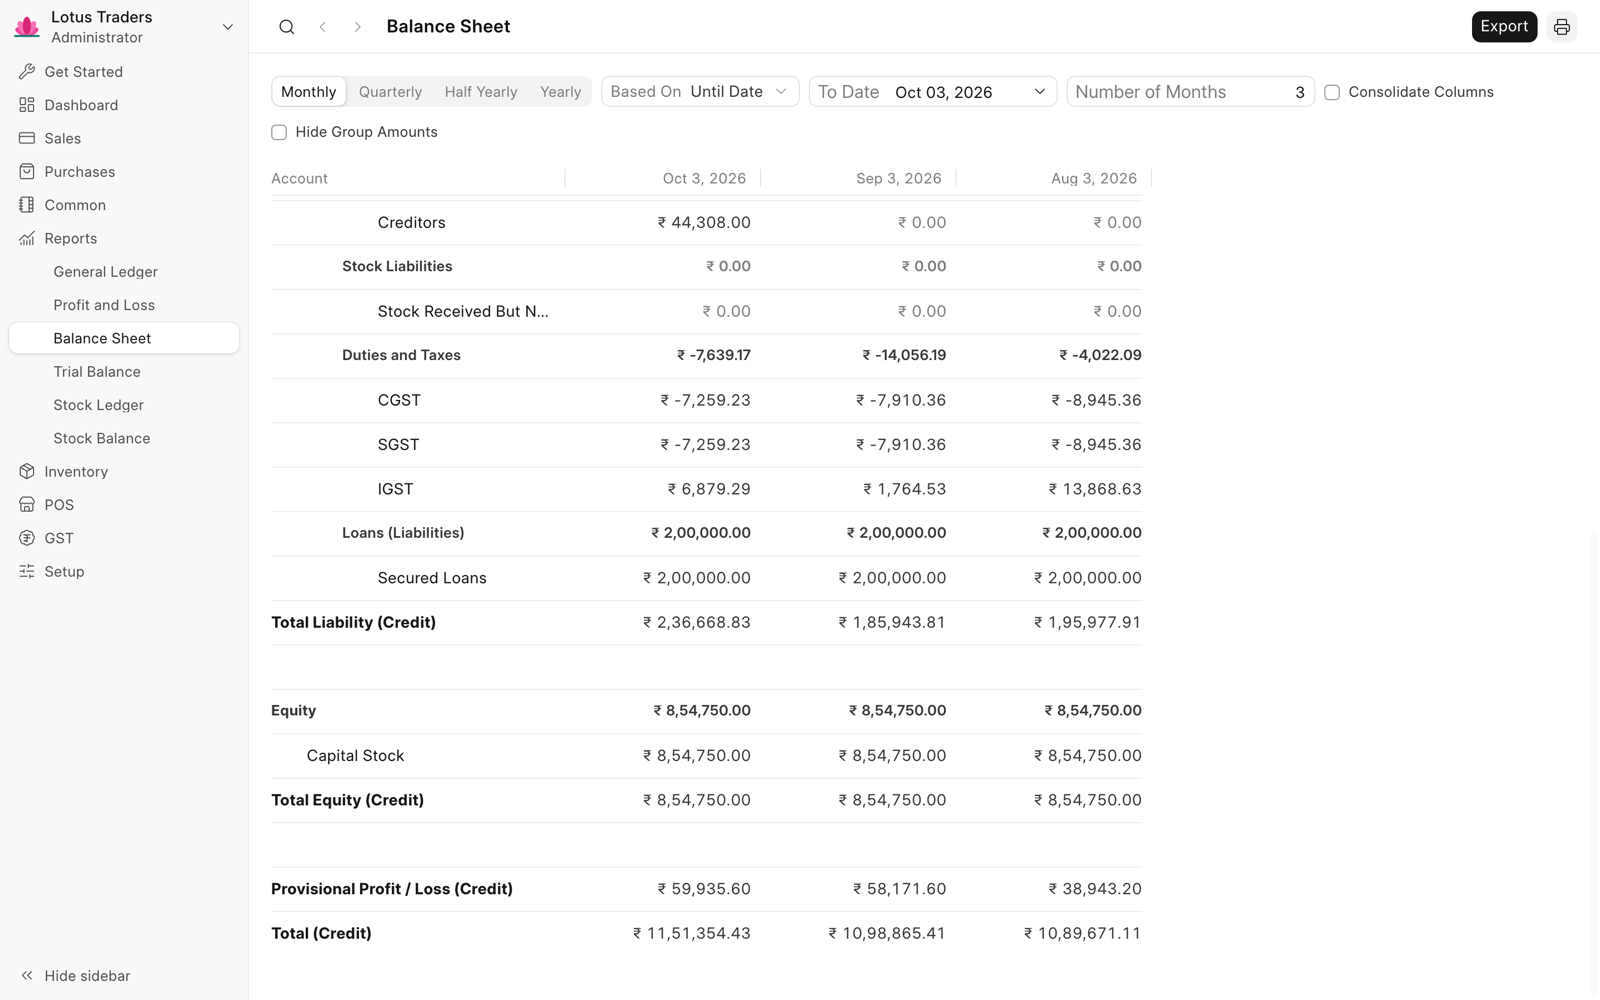 Lotus Traders
Administrator
Get Started
Dashboard
Sales
Purchases
Common
Reports
General Ledger
Profit and Loss
Balance Sheet
Trial Balance
Stock Ledger
Stock Balance
Inventory
POS
GST
Setup
Hide sidebar
Balance Sheet
Export
Monthly Quarterly Half Yearly Yearly Based On Until Date To Date Oct 03, 2026 Number of Months 3 Consolidate Columns
Hide Group Amounts
Account Oct 3, 2026 Sep 3, 2026 Aug 3, 2026
Creditors ₹ 44,308.00 ₹ 0.00 ₹ 0.00
Stock Liabilities ₹ 0.00 ₹ 0.00 ₹ 0.00
Stock Received But N... ₹ 0.00 ₹ 0.00 ₹ 0.00
Duties and Taxes ₹ -7,639.17 ₹ -14,056.19 ₹ -4,022.09
CGST ₹ -7,259.23 ₹ -7,910.36 ₹ -8,945.36
SGST ₹ -7,259.23 ₹ -7,910.36 ₹ -8,945.36
IGST ₹ 6,879.29 ₹ 1,764.53 ₹ 13,868.63
Loans (Liabilities) ₹ 2,00,000.00 ₹ 2,00,000.00 ₹ 2,00,000.00
Secured Loans ₹ 2,00,000.00 ₹ 2,00,000.00 ₹ 2,00,000.00
Total Liability (Credit) ₹ 2,36,668.83 ₹ 1,85,943.81 ₹ 1,95,977.91
Equity ₹ 8,54,750.00 ₹ 8,54,750.00 ₹ 8,54,750.00
Capital Stock ₹ 8,54,750.00 ₹ 8,54,750.00 ₹ 8,54,750.00
Total Equity (Credit) ₹ 8,54,750.00 ₹ 8,54,750.00 ₹ 8,54,750.00
Provisional Profit / Loss (Credit) ₹ 59,935.60 ₹ 58,171.60 ₹ 38,943.20
Total (Credit) ₹ 11,51,354.43 ₹ 10,98,865.41 ₹ 10,89,671.11